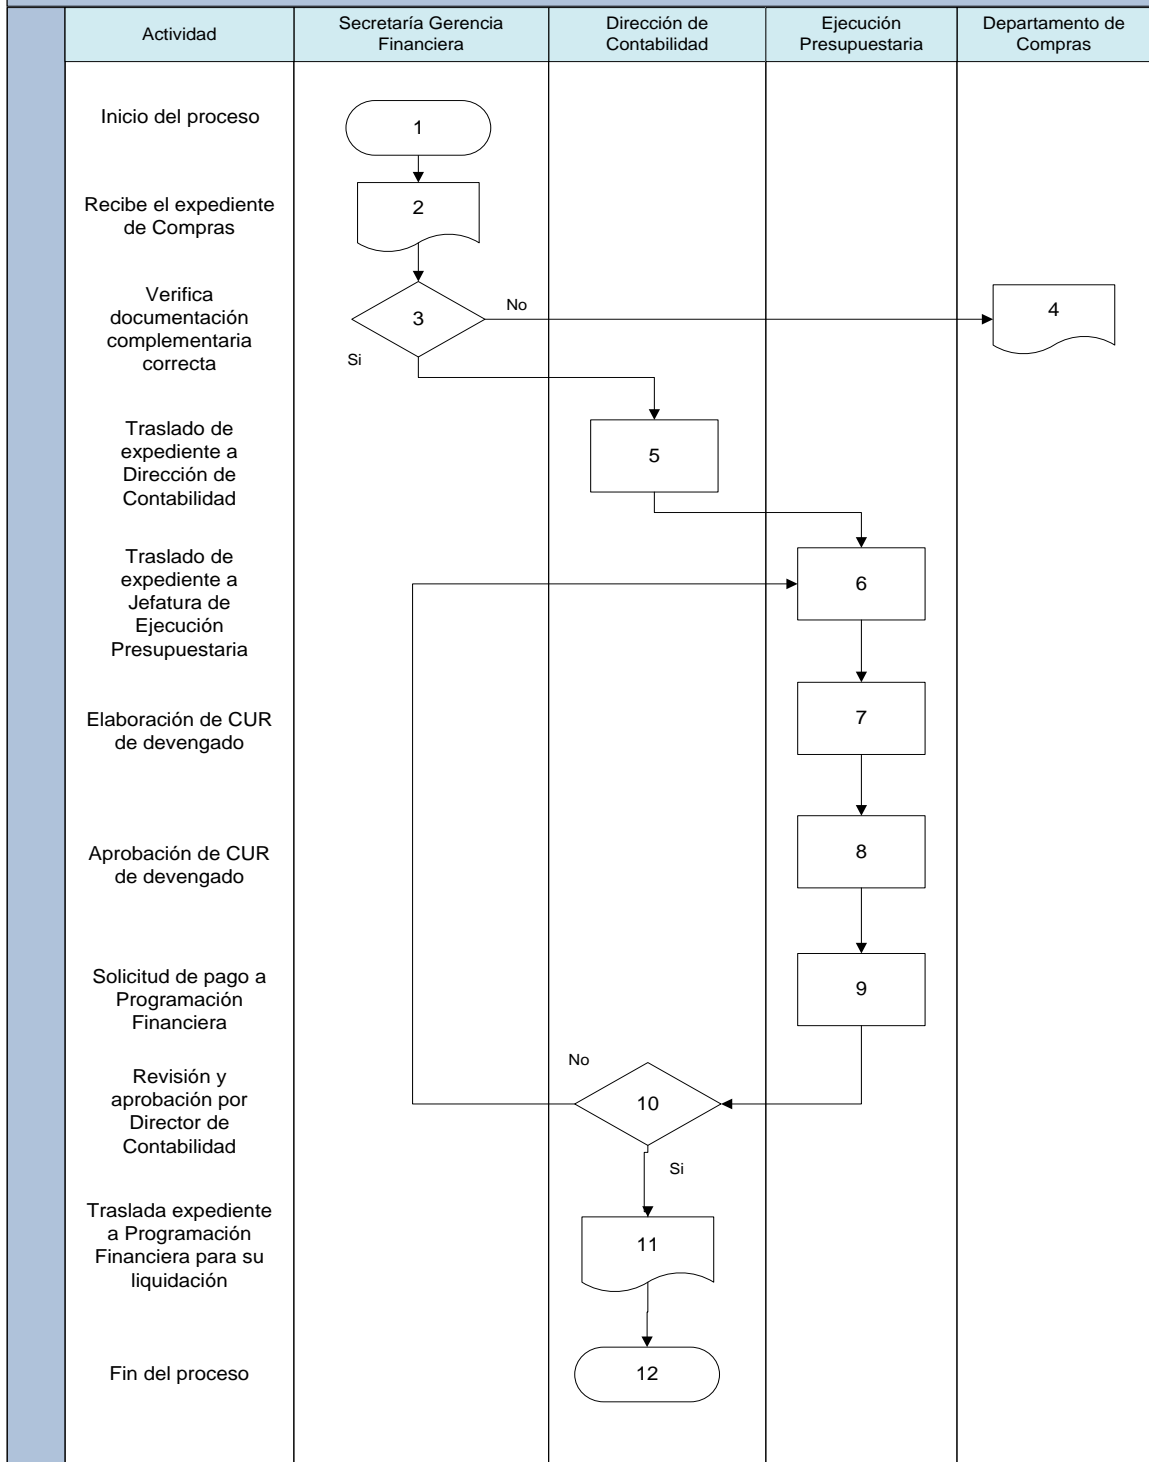 Actividad
Secretaría Gerencia
Financiera
Dirección de
Contabilidad
Ejecución
Presupuestaria
Departamento de
Compras
Inicio del proceso
1
Recibe el expediente
de Compras
2
Verifica
documentación
complementaria
correcta
3
No
Si
4
Traslado de
expediente a
Dirección de
Contabilidad
5
Traslado de
expediente a
Jefatura de
Ejecución
Presupuestaria
6
Elaboración de CUR
de devengado
7
Aprobación de CUR
de devengado
8
Solicitud de pago a
Programación
Financiera
9
Revisión y
aprobación por
Director de
Contabilidad
No
10
Si
Traslada expediente
a Programación
Financiera para su
liquidación
11
Fin del proceso
12